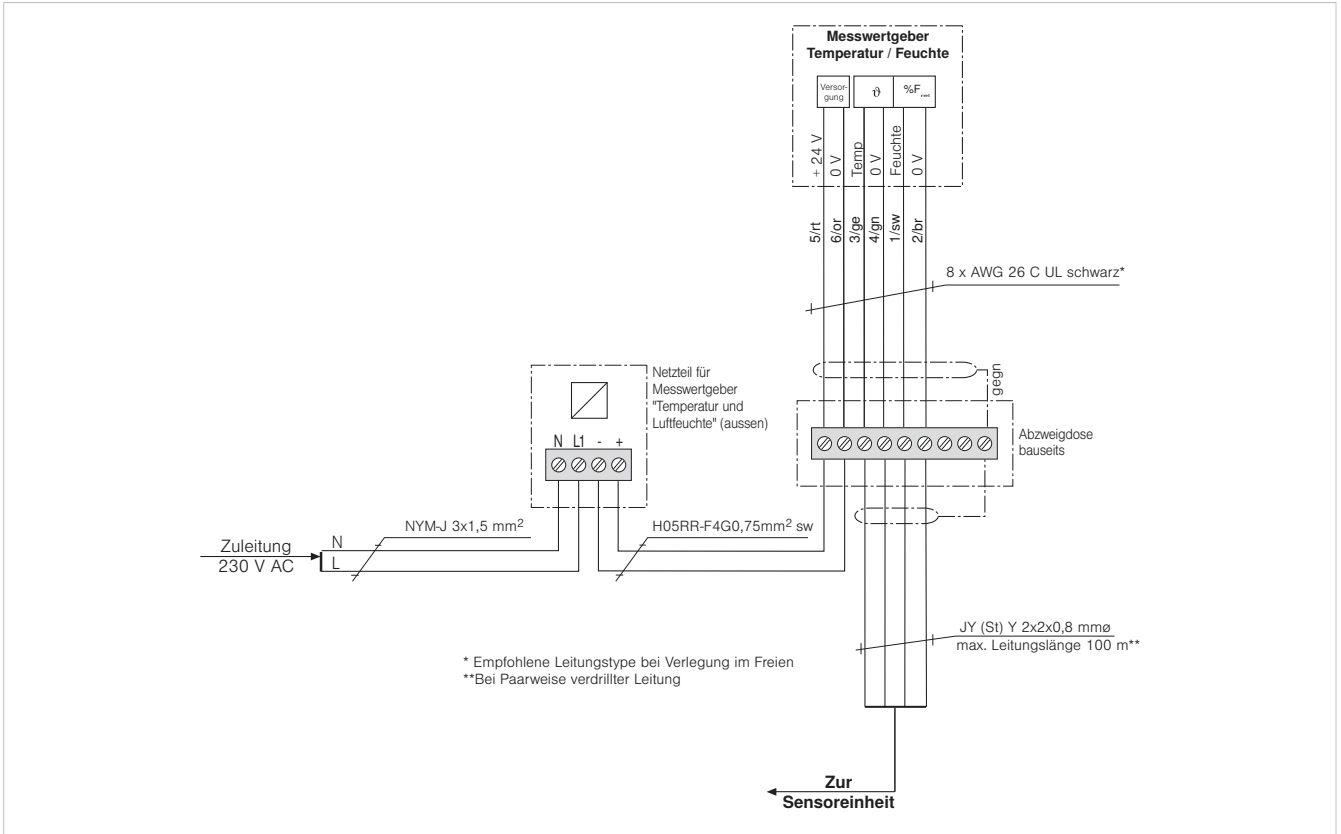 Messwertgeber
Temperatur / Feuchte
Versor-
gung
ϑ
%F
+ 24 V
0 V
Temp
0 V
Feuchte
0 V
5/rt
6/or
3/ge
4/gn
1/sw
2/br
8 x AWG 26 C UL schwarz*
gegn
Netzteil für
Messwertgeber
"Temperatur und
Luftfeuchte" (aussen)
N L1 - +
Abzweigdose
bauseits
NYM-J 3x1,5 mm²
H05RR-F4G0,75mm² sw
Zuleitung
230 V AC
N
L
JY (St) Y 2x2x0,8 mmø
max. Leitungslänge 100 m**
* Empfohlene Leitungstype bei Verlegung im Freien
**Bei Paarweise verdrillter Leitung
Zur
Sensoreinheit